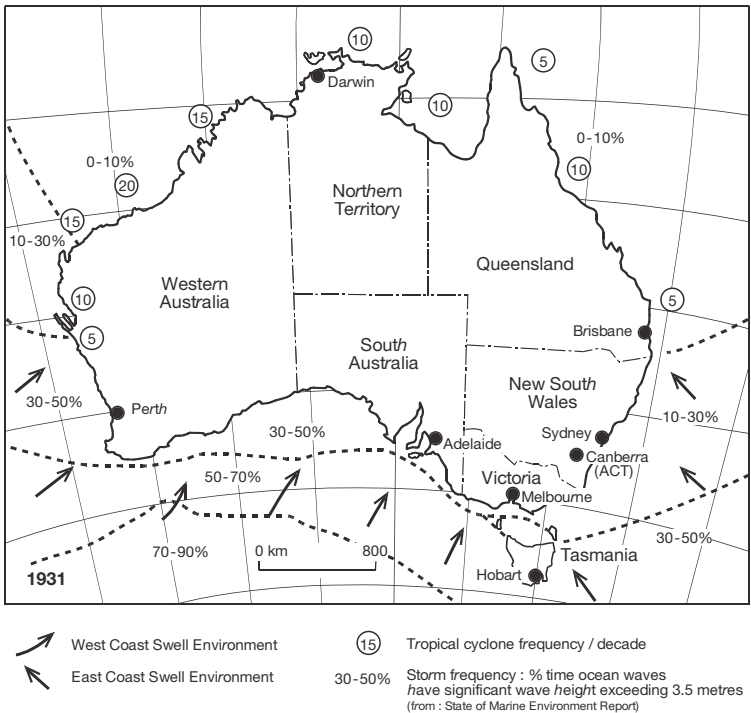 10
5
Darwin
10
15
0-10%
0-10%
10
20
Northern
Territory
15
10-30%
Queensland
Western
Australia
10
5
Brisbane
5
South
Australia
New South
Wales
30-50%
Perth
10-30%
30-50%
Sydney
Adelaide
Canberra
(ACT)
50-70%
Victoria
Melbourne
30-50%
70-90%
0 km 800
Tasmania
1931
Hobart
West Coast Swell Environment
15 Tropical cyclone frequency / decade
East Coast Swell Environment
30-50% Storm frequency : % time ocean waves
have significant wave height exceeding 3.5 metres
(from : State of Marine Environment Report)